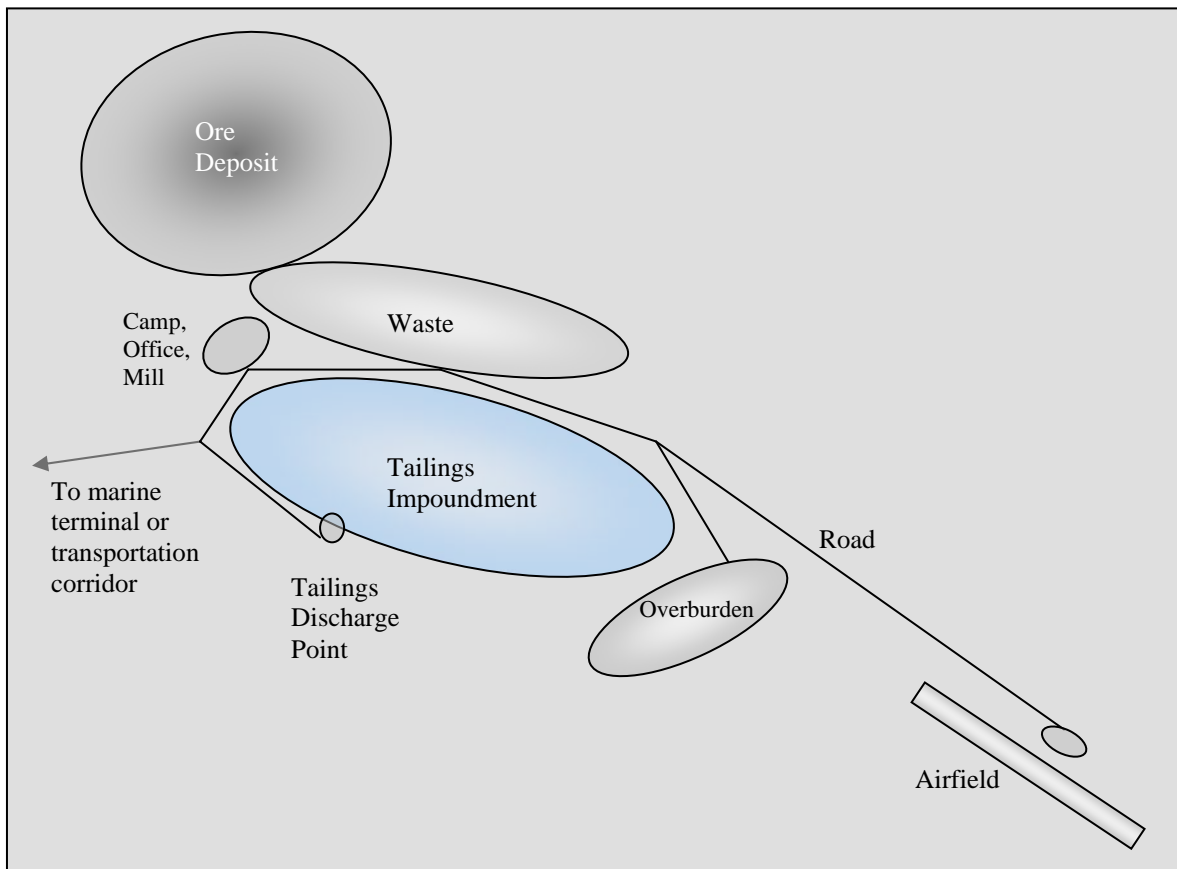 Ore
Deposit
Waste
Camp,
Office,
Mill
Tailings
Impoundment
To marine
terminal or
transportation
corridor
Road
Tailings
Discharge
Point
Overburden
Airfield